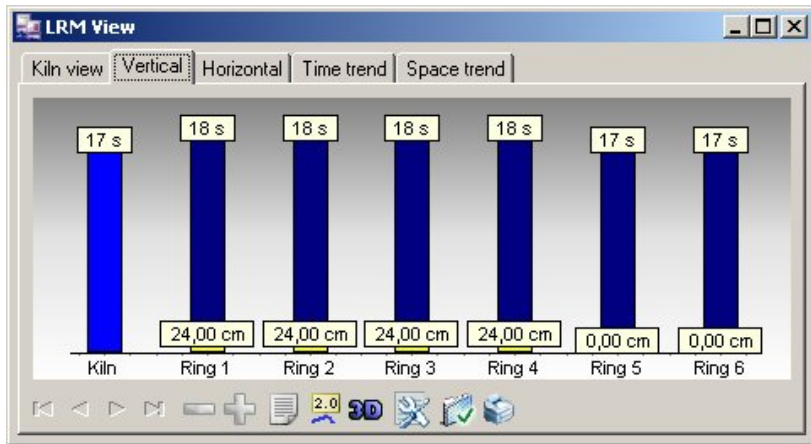 LRM View
Kiln view Vertical Horizontal Time trend Space trend
17 s 18 s 18 s 18 s 18 s 17 s 17 s
24,00 cm 24,00 cm 24,00 cm 24,00 cm 0,00 cm 0,00 cm
Kiln Ring 1 Ring 2 Ring 3 Ring 4 Ring 5 Ring 6
2.0 3D